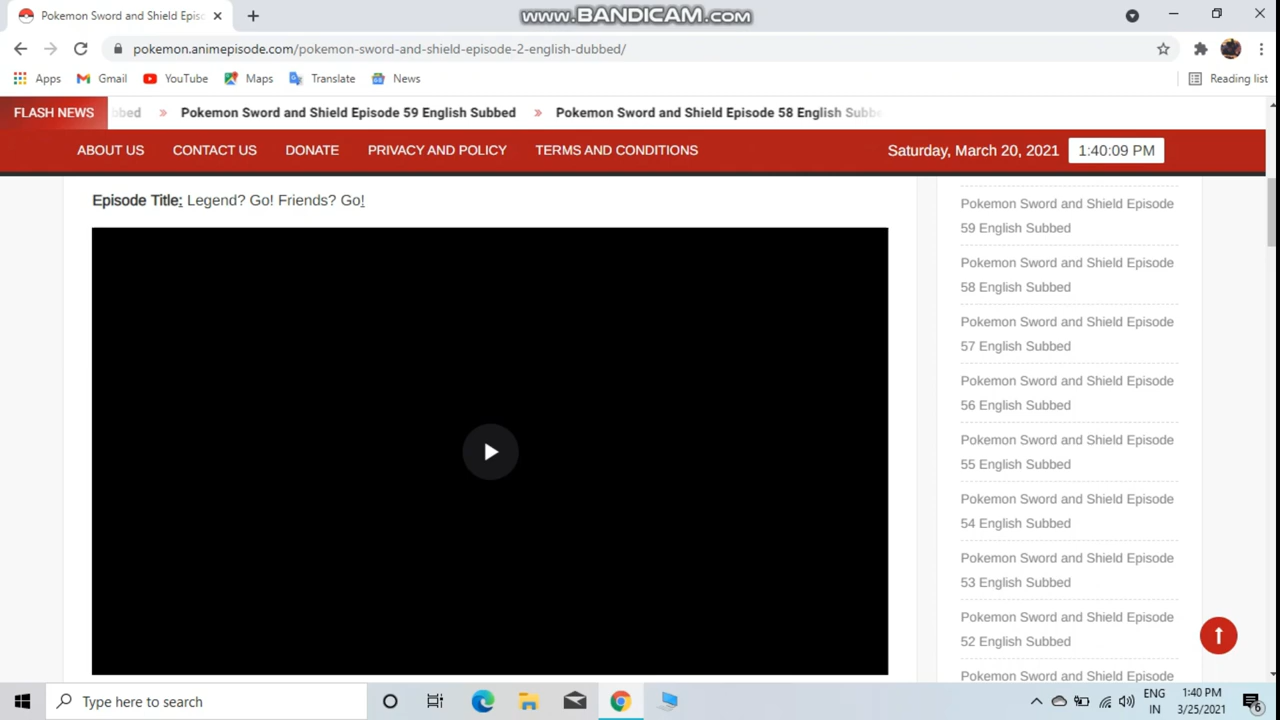 www.BANDICAM.com
Pokemon Sword and Shield Episo
pokemon.animepisode.com/pokemon-sword-and-shield-episode-2-english-dubbed/
Apps Gmail YouTube Maps Translate News Reading list
FLASH NEWS bbed » Pokemon Sword and Shield Episode 59 English Subbed » Pokemon Sword and Shield Episode 58 English Subbe
ABOUT US CONTACT US DONATE PRIVACY AND POLICY TERMS AND CONDITIONS Saturday, March 20, 2021 1:40:09 PM
Episode Title: Legend? Go! Friends? Go!
Pokemon Sword and Shield Episode
59 English Subbed
Pokemon Sword and Shield Episode
58 English Subbed
Pokemon Sword and Shield Episode
57 English Subbed
Pokemon Sword and Shield Episode
56 English Subbed
Pokemon Sword and Shield Episode
55 English Subbed
Pokemon Sword and Shield Episode
54 English Subbed
Pokemon Sword and Shield Episode
53 English Subbed
Pokemon Sword and Shield Episode
52 English Subbed
Pokemon Sword and Shield Episode
Type here to search
ENG
IN
1:40 PM
3/25/2021
6